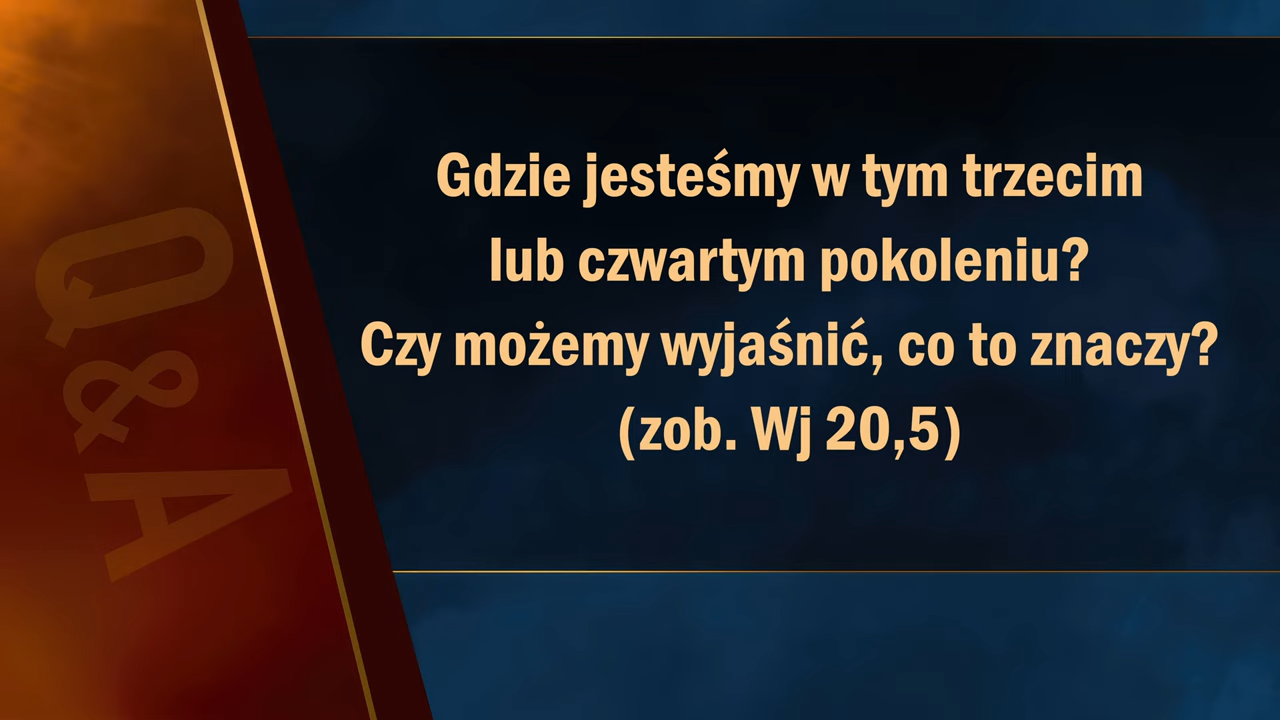 Q&A
Gdzie jesteśmy w tym trzecim
lub czwartym pokoleniu?
Czy możemy wyjaśnić, co to znaczy?
(zob. Wj 20,5)